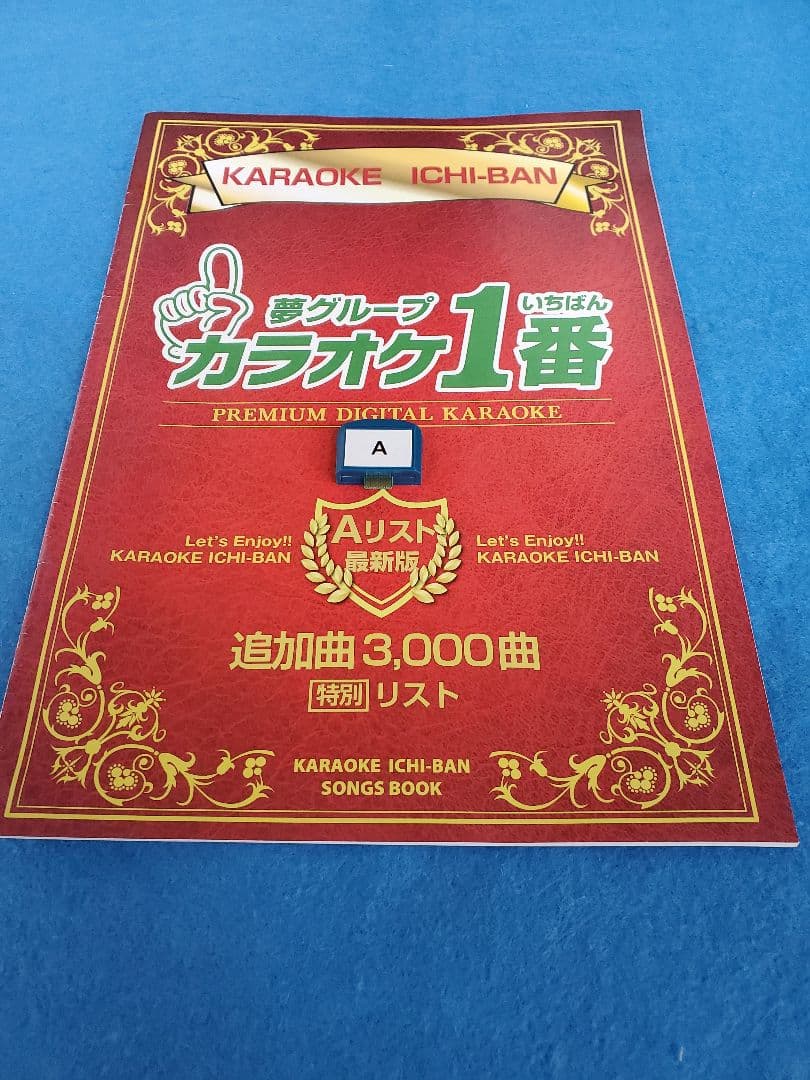 KARAOKE ICHI-BAN
夢グループ
いちばん
カラオケ1番
PREMIUM DIGITAL KARAOKE
A
Let's Enjoy!!
KARAOKE ICHI-BAN
Aリスト
最新版
Let's Enjoy!!
KARAOKE ICHI-BAN
追加曲3,000曲
特別 リスト
KARAOKE ICHI-BAN
SONGS BOOK